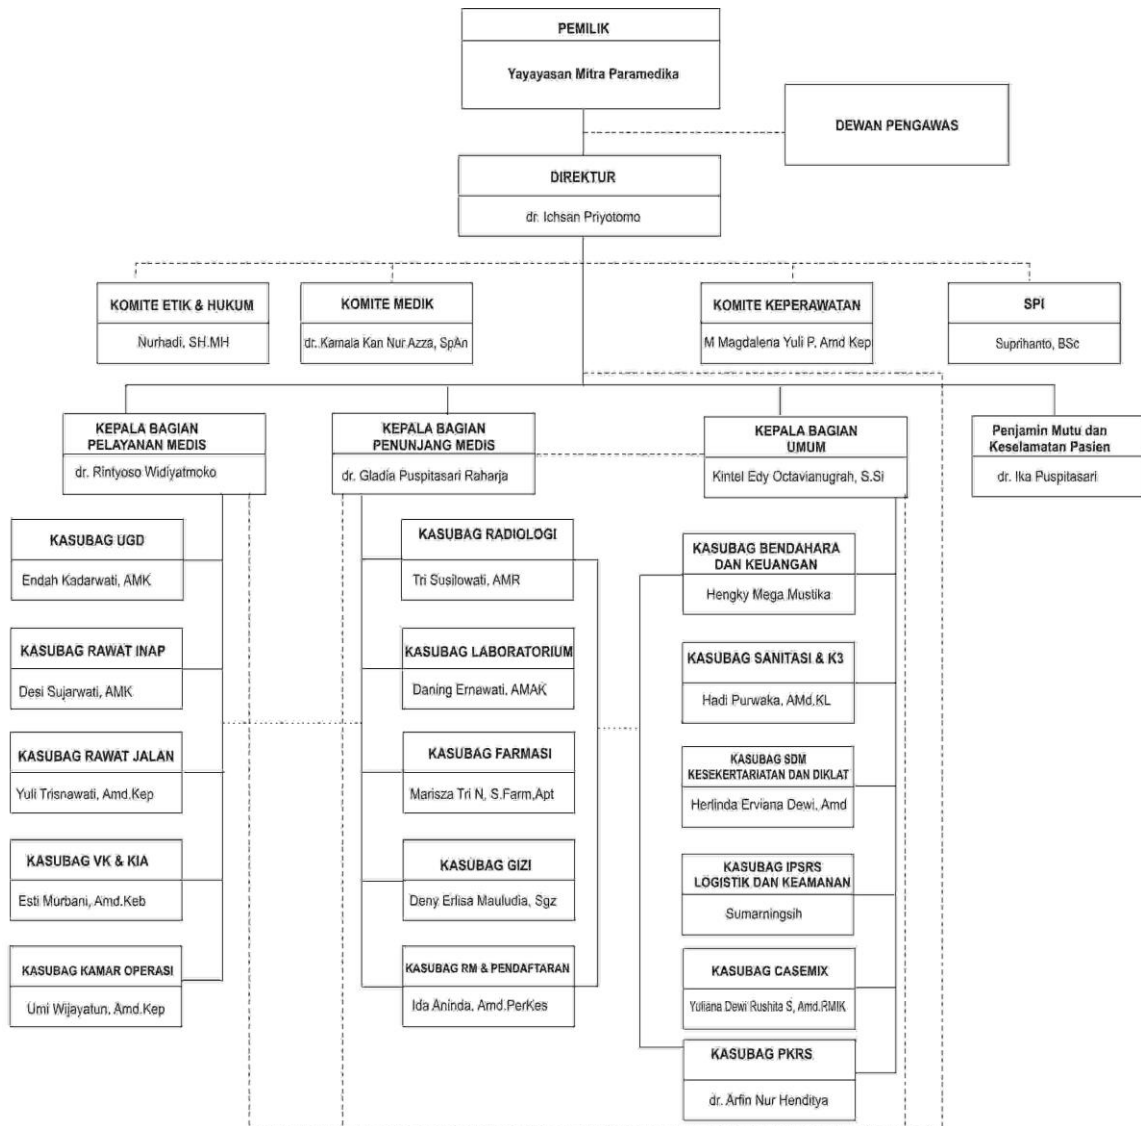 PEMILIK
Yayayasan Mitra Paramedika
DEWAN PENGAWAS
DIREKTUR
dr. Ichsan Priyotomo
KOMITE ETIK & HUKUM
Nurhadi, SH.MH
KOMITE MEDIK
dr. Kamala Kan Nur Azza, SpAn
KOMITE KEPERAWATAN
M Magdalena Yuli P, Amd Kep
SPI
Suprihanto, BSc
KEPALA BAGIAN
PELAYANAN MEDIS
dr. Rintyoso Widiyatmoko
KEPALA BAGIAN
PENUNJANG MEDIS
dr. Gladia Puspitasari Raharja
KEPALA BAGIAN
UMUM
Kintel Edy Octavianugrah, S.Si
Penjamin Mutu dan
Keselamatan Pasien
dr. Ika Puspitasari
KASUBAG UGD
Endah Kadarwati, AMK
KASUBAG RAWAT INAP
Desi Sujarwati, AMK
KASUBAG RAWAT JALAN
Yuli Trisnawati, Amd.Kep
KASUBAG VK & KIA
Esti Murbani, Amd.Keb
KASUBAG KAMAR OPERASI
Umi Wijayatun, Amd.Kep
KASUBAG RADIOLOGI
Tri Susilowati, AMR
KASUBAG LABORATORIUM
Daning Ernawati, AMAK
KASUBAG FARMASI
Marisza Tri N, S.Farm,Apt
KASUBAG GIZI
Deny Erlisa Mauludia, Sgz
KASUBAG RM & PENDAFTARAN
Ida Aninda, Amd.PerKes
KASUBAG BENDAHARA
DAN KEUANGAN
Hengky Mega Mustika
KASUBAG SANITASI & K3
Hadi Purwaka, AMd.KL
KASUBAG SDM
KESEKERTARIATAN DAN DIKLAT
Herlinda Erviana Dewi, Amd
KASUBAG IPSRS
LOGISTIK DAN KEAMANAN
Sumarningsih
KASUBAG CASEMIX
Yuliana Dewi Rushita S, Amd.RMIK
KASUBAG PKRS
dr. Arfin Nur Henditya